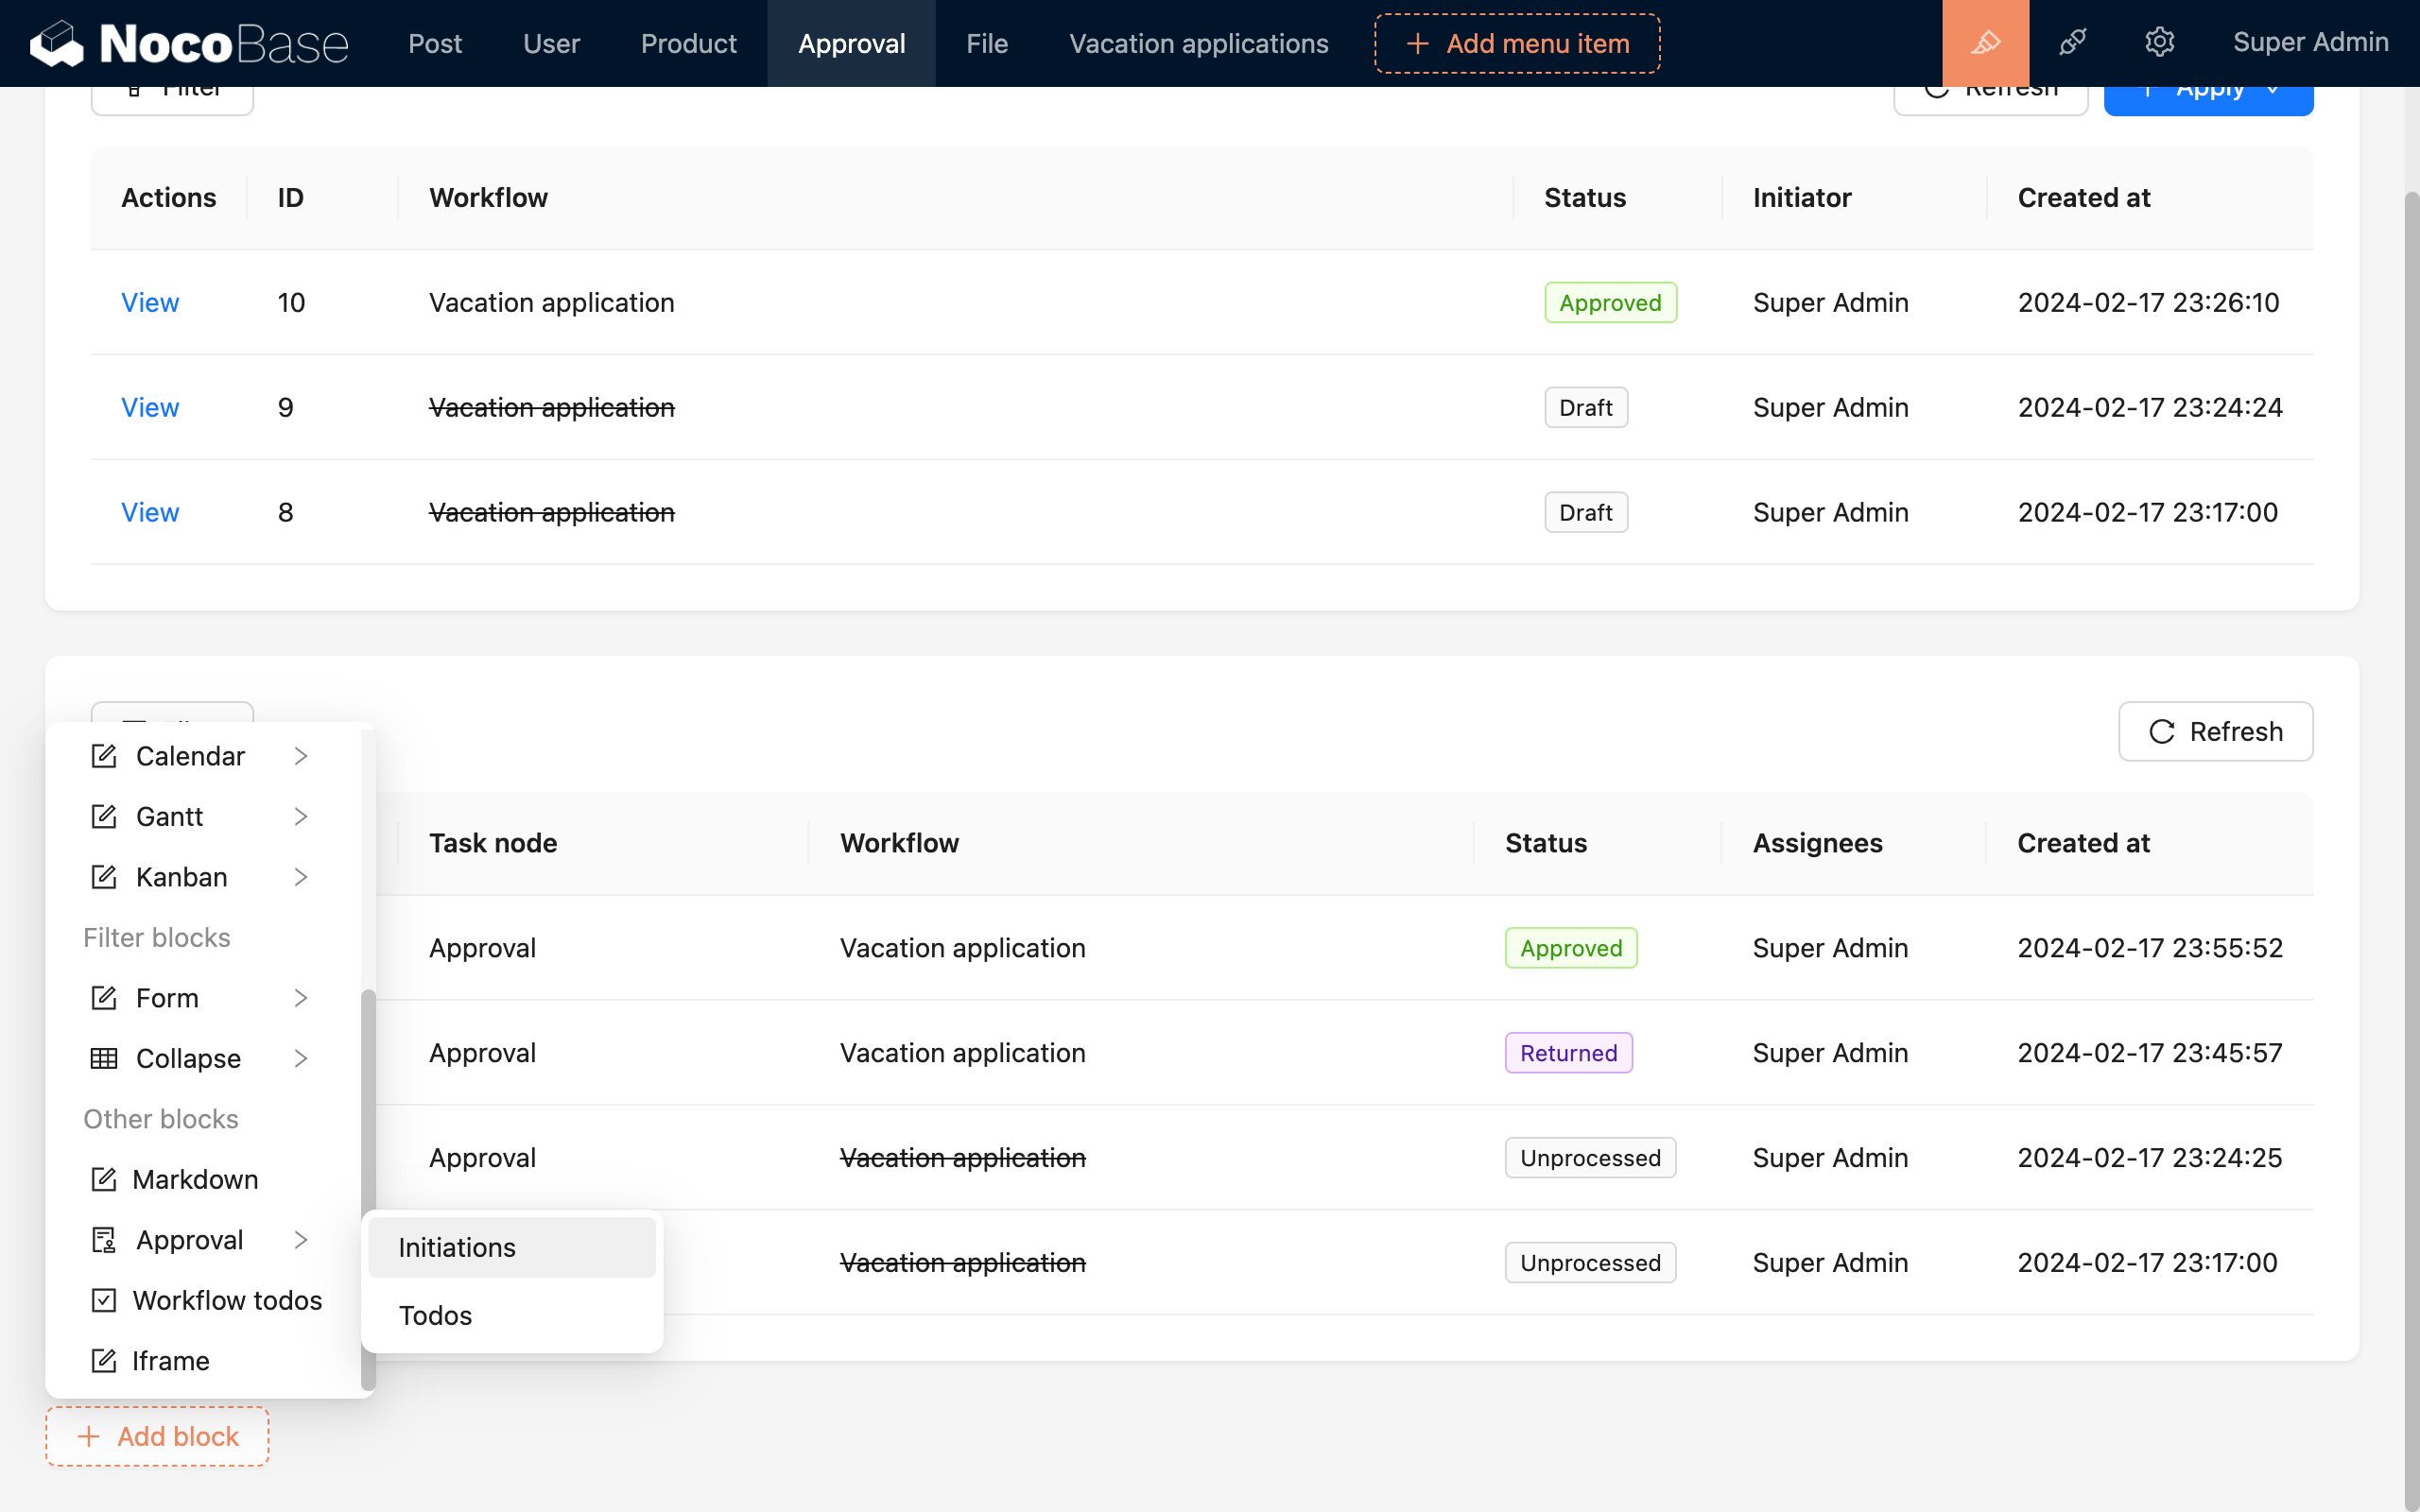 NocoBase Post User Product Approval File Vacation applications + Add menu item Super Admin
Filter Refresh + Apply
Actions ID Workflow Status Initiator Created at
View 10 Vacation application Approved Super Admin 2024-02-17 23:26:10
View 9 Vacation application Draft Super Admin 2024-02-17 23:24:24
View 8 Vacation application Draft Super Admin 2024-02-17 23:17:00
Refresh
Task node Workflow Status Assignees Created at
Approval Vacation application Approved Super Admin 2024-02-17 23:55:52
Approval Vacation application Returned Super Admin 2024-02-17 23:45:57
Approval Vacation application Unprocessed Super Admin 2024-02-17 23:24:25
Vacation application Unprocessed Super Admin 2024-02-17 23:17:00
Calendar
Gantt
Kanban
Filter blocks
Form
Collapse
Other blocks
Markdown
Approval
Workflow todos
Iframe
Initiations
Todos
+ Add block